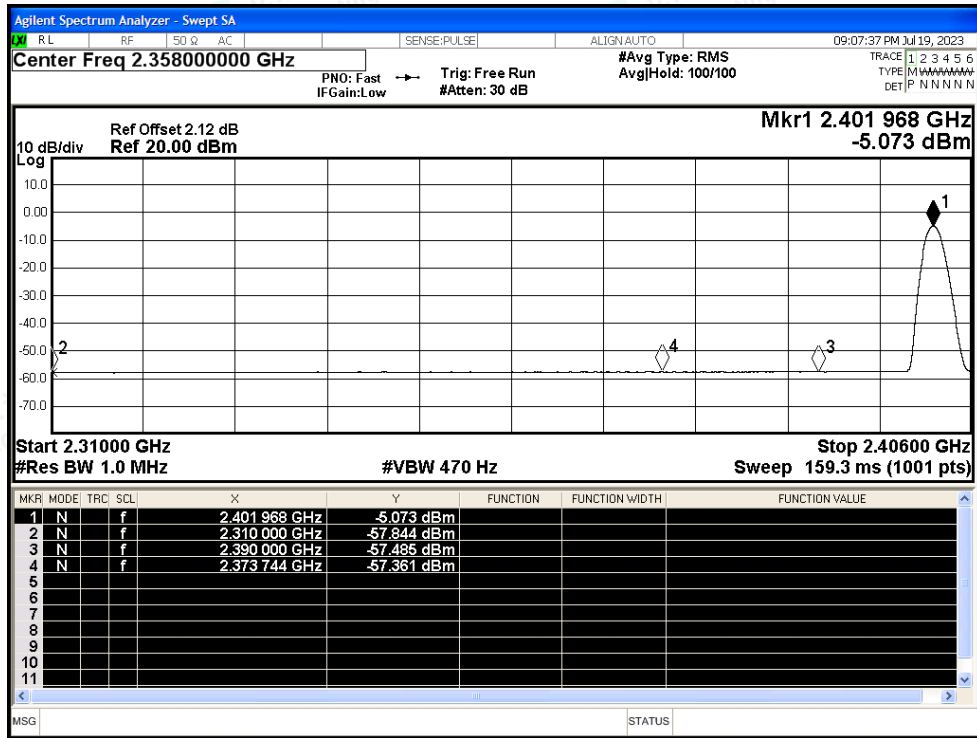 Agilent Spectrum Analyzer - Swept SA
LXI RL RF 50 Ω AC SENSE:PULSE ALIGN AUTO 09:07:37 PM Jul 19, 2023
Center Freq 2.358000000 GHz
PNO: Fast
IFGain:Low
Trig: Free Run
#Atten: 30 dB
#Avg Type: RMS
Avg|Hold: 100/100
TRACE 1 2 3 4 5 6
TYPE M
DET P N N N N N
Ref Offset 2.12 dB
10 dB/div Ref 20.00 dBm
Log
Mkr1 2.401 968 GHz
-5.073 dBm
10.0
0.00
-10.0
-20.0
-30.0
-40.0
-50.0
-60.0
-70.0
1
2
4
3
Start 2.31000 GHz Stop 2.40600 GHz
#Res BW 1.0 MHz #VBW 470 Hz Sweep 159.3 ms (1001 pts)
MKR MODE TRC SCL X Y FUNCTION FUNCTION WIDTH FUNCTION VALUE
1 N f 2.401 968 GHz -5.073 dBm
2 N f 2.310 000 GHz -57.844 dBm
3 N f 2.390 000 GHz -57.485 dBm
4 N f 2.373 744 GHz -57.361 dBm
5
6
7
8
9
10
11
MSG STATUS